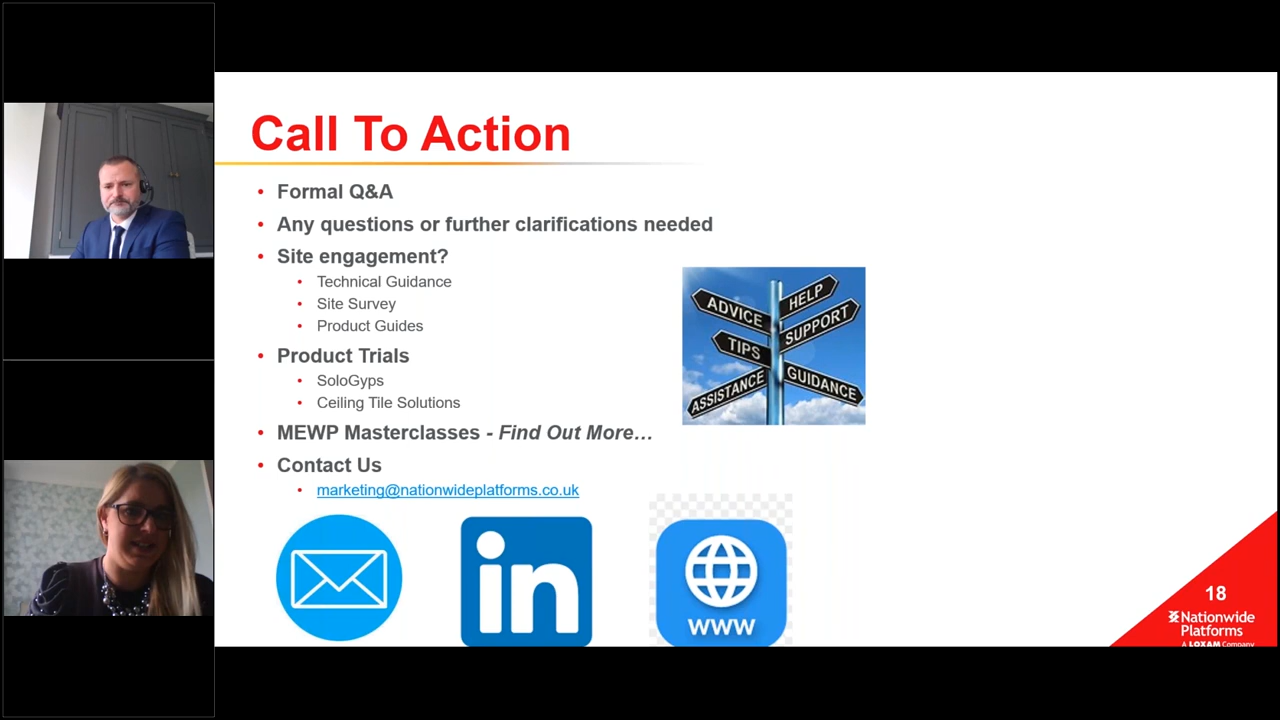 Call To Action
• Formal Q&A
• Any questions or further clarifications needed
• Site engagement?
• Technical Guidance
• Site Survey
• Product Guides
• Product Trials
• SoloGyps
• Ceiling Tile Solutions
• MEWP Masterclasses - Find Out More…
• Contact Us
• marketing@nationwideplatforms.co.uk
ADVICE
HELP
SUPPORT
TIPS
ASSISTANCE
GUIDANCE
in
WWW
18
Nationwide
Platforms
A LOXAM Company